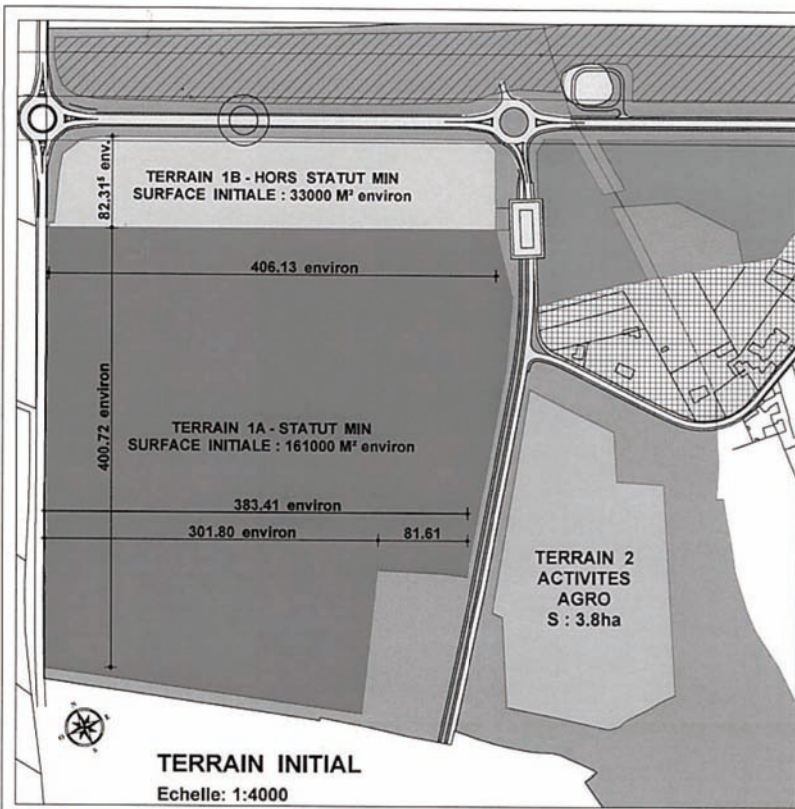 TERRAIN 1B - HORS STATUT MIN
SURFACE INITIALE : 33000 M² environ
82.31⁵ env.
406.13 environ
400.72 environ
TERRAIN 1A - STATUT MIN
SURFACE INITIALE : 161000 M² environ
383.41 environ
301.80 environ
81.61
TERRAIN 2
ACTIVITES
AGRO
S : 3.8ha
TERRAIN INITIAL
Echelle: 1:4000